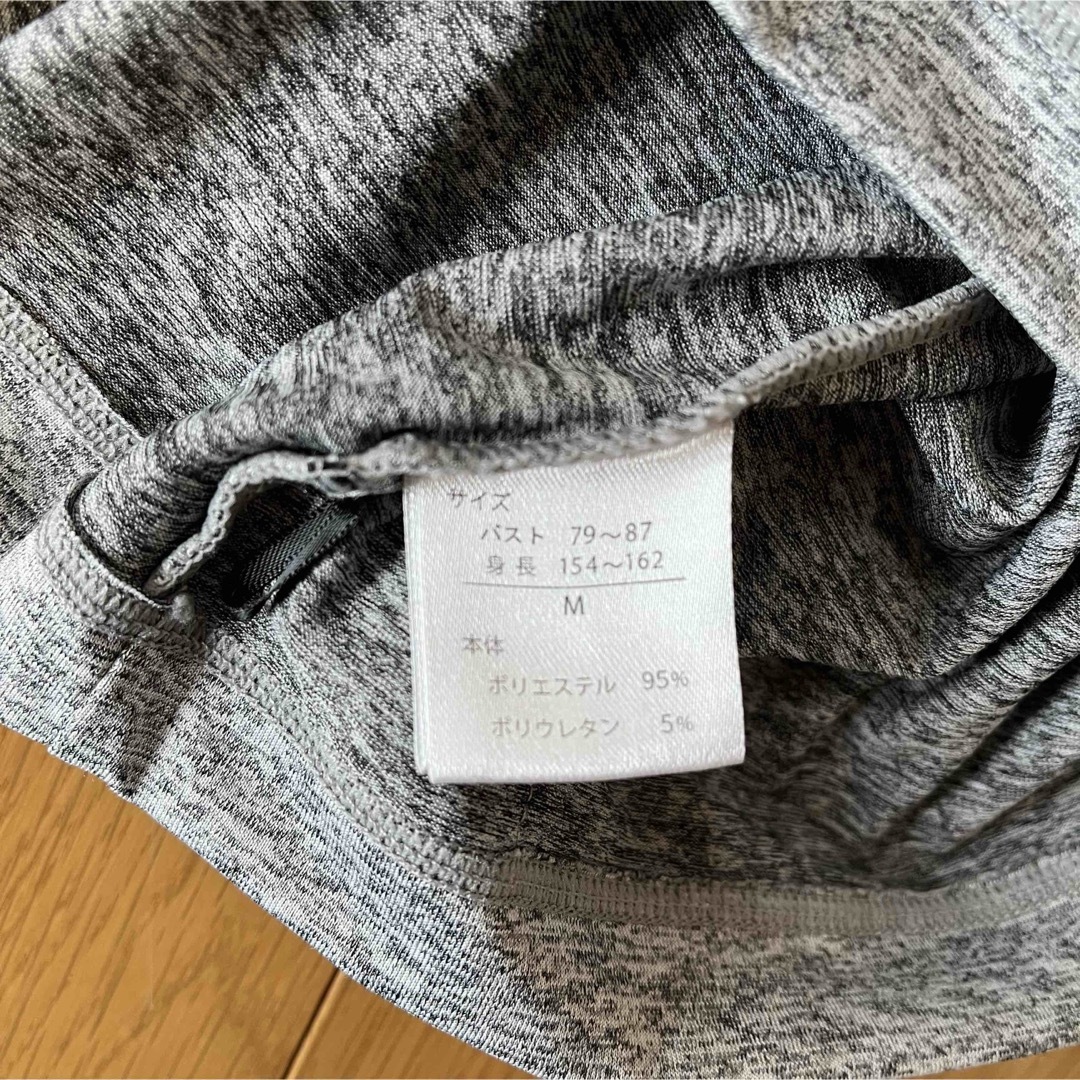 サイズ
バスト 79～87
身長 154～162
M
本体
ポリエステル 95%
ポリウレタン 5%